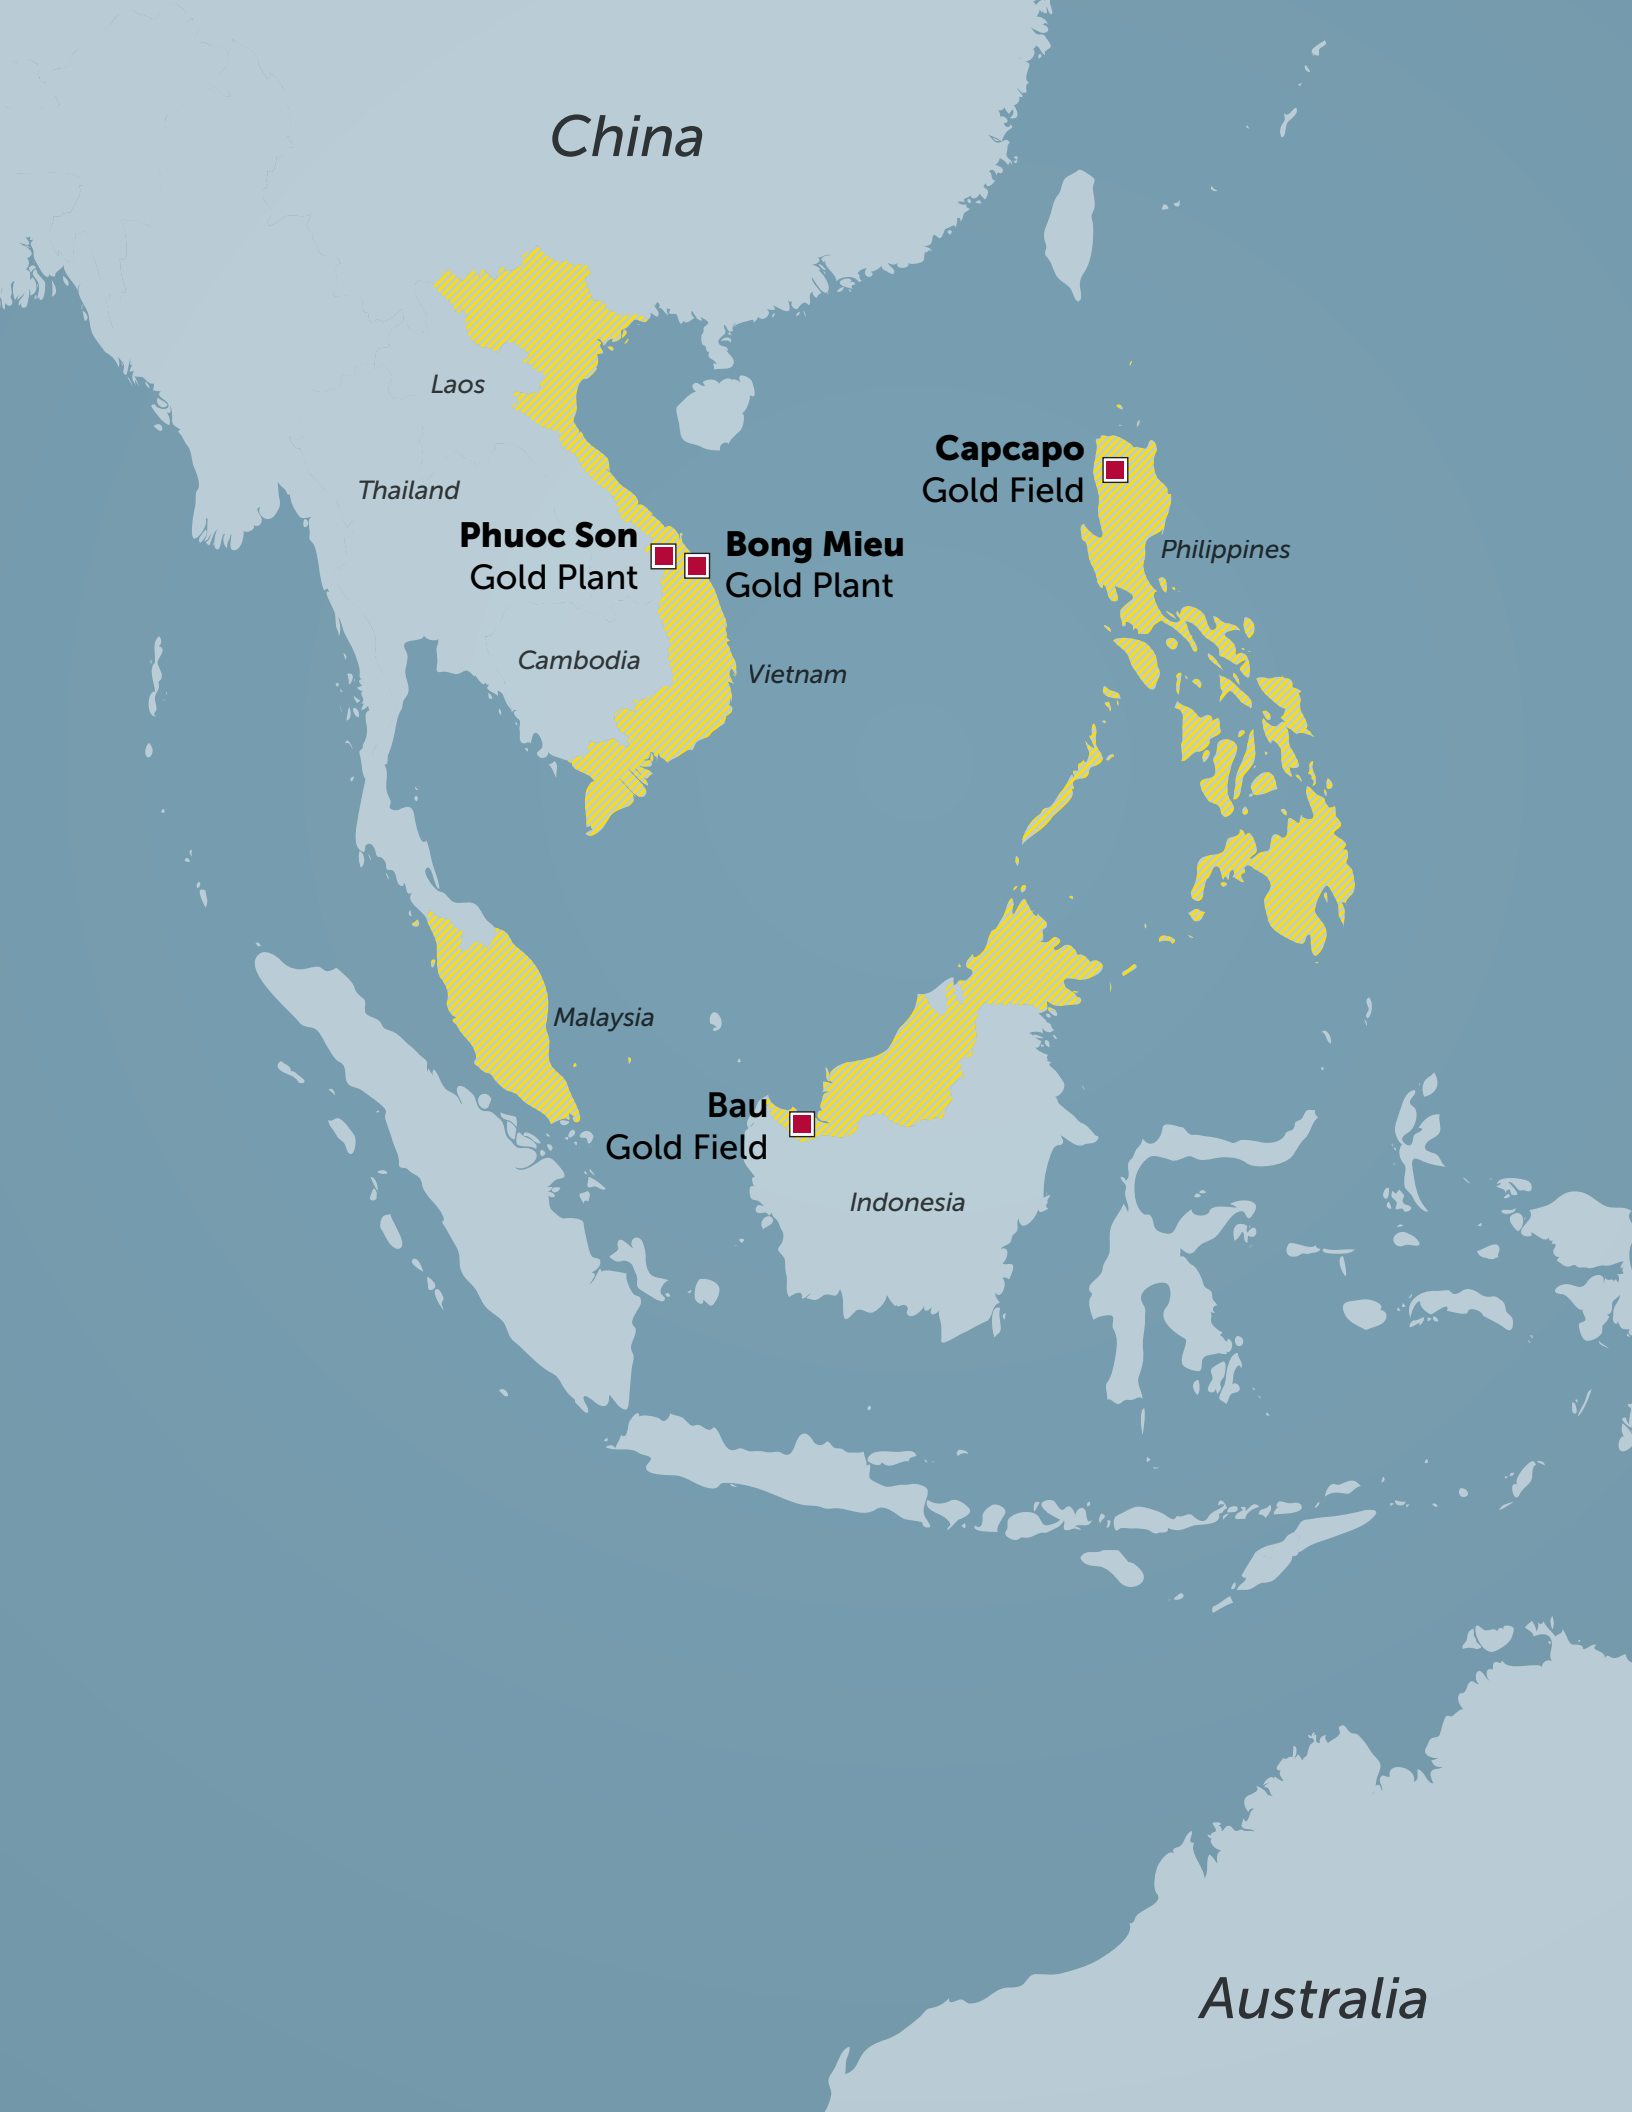 China
Laos
Capcapo
Gold Field
Thailand
Phuoc Son
Gold Plant
Bong Mieu
Gold Plant
Philippines
Cambodia
Vietnam
Malaysia
Bau
Gold Field
Indonesia
Australia